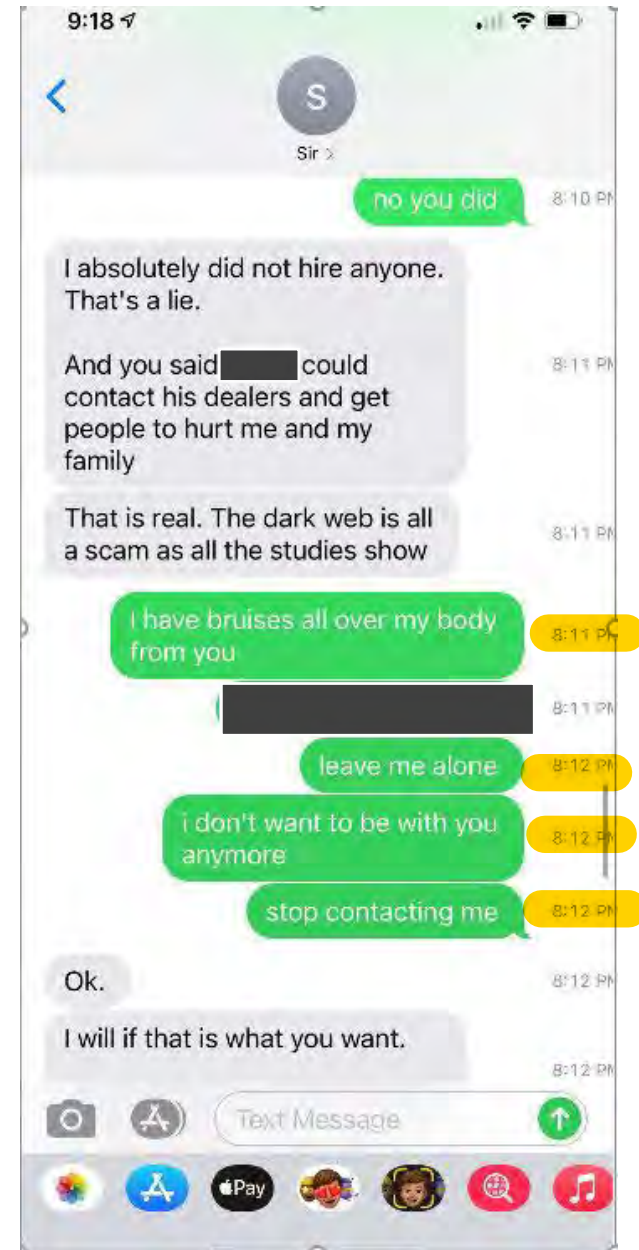 9:18
S
Sir >
no you did
8:10 PM
I absolutely did not hire anyone.
That's a lie.
And you said could
contact his dealers and get
people to hurt me and my
family
8:11 PM
That is real. The dark web is all
a scam as all the studies show
8:11 PM
I have bruises all over my body
from you
8:11 PM
8:11 PM
leave me alone
8:12 PM
i don't want to be with you
anymore
8:12 PM
stop contacting me
8:12 PM
Ok.
8:12 PM
I will if that is what you want.
8:12 PM
Text Message
Pay